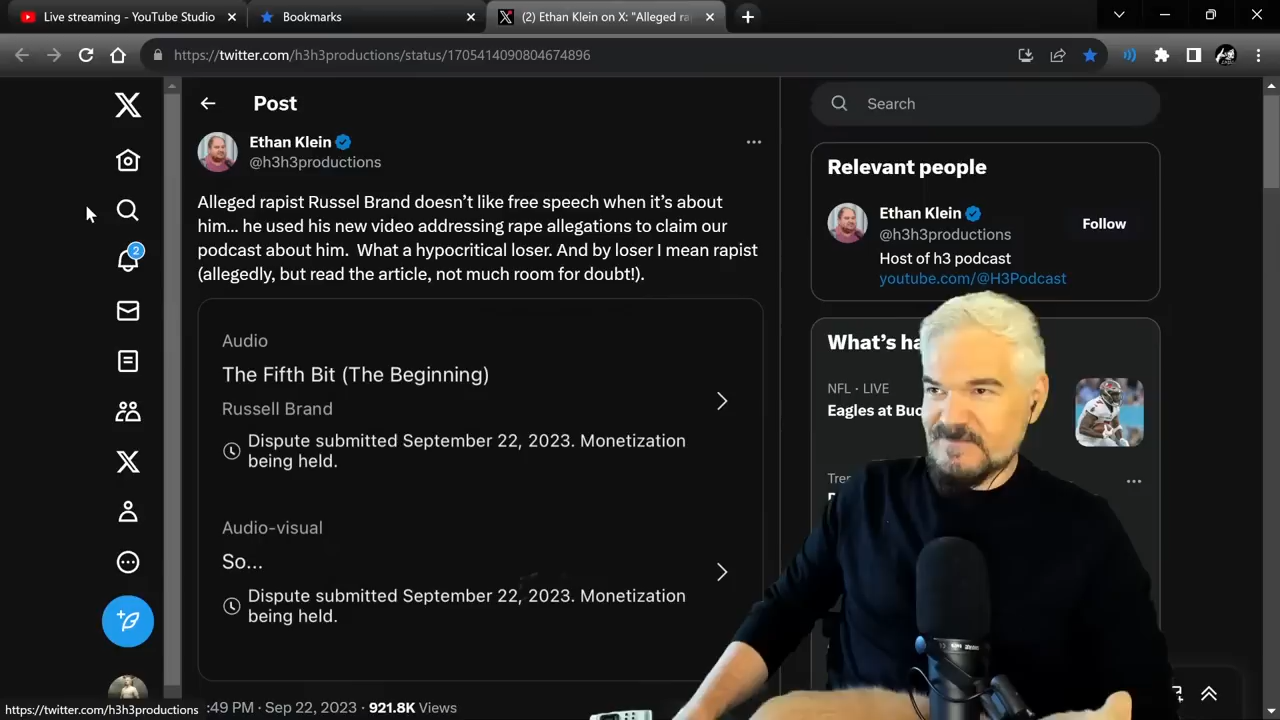 Live streaming - YouTube Studio
Bookmarks
(2) Ethan Klein on X: "Alleged ra
https://twitter.com/h3h3productions/status/1705414090804674896
Post
Search
Ethan Klein
@h3h3productions
Alleged rapist Russel Brand doesn’t like free speech when it’s about
him… he used his new video addressing rape allegations to claim our
podcast about him.  What a hypocritical loser. And by loser I mean rapist
(allegedly, but read the article, not much room for doubt!).
Audio
The Fifth Bit (The Beginning)
Russell Brand
Dispute submitted September 22, 2023. Monetization
being held.
Audio-visual
So...
Dispute submitted September 22, 2023. Monetization
being held.
:49 PM · Sep 22, 2023 · 921.8K Views
2
Relevant people
Ethan Klein
@h3h3productions
Follow
Host of h3 podcast
youtube.com/@H3Podcast
What’s ha
NFL · LIVE
Eagles at Buc
Tre
https://twitter.com/h3h3productions